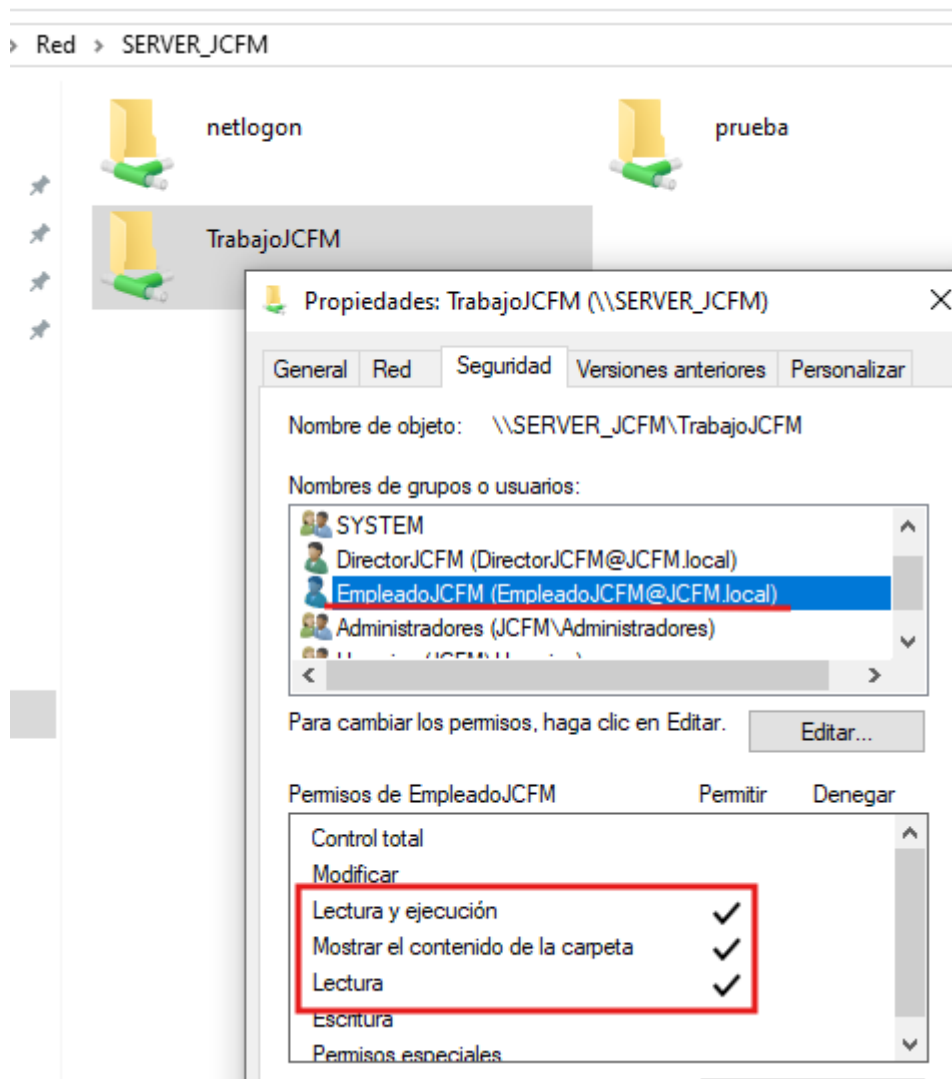 Red > SERVER_JCFM
netlogon
prueba
TrabajoJCFM
Propiedades: TrabajoJCFM (\\SERVER_JCFM)
General Red Seguridad Versiones anteriores Personalizar
Nombre de objeto: \\SERVER_JCFM\TrabajoJCFM
Nombres de grupos o usuarios:
SYSTEM
DirectorJCFM (DirectorJCFM@JCFM.local)
EmpleadoJCFM (EmpleadoJCFM@JCFM.local)
Administradores (JCFM\Administradores)
Para cambiar los permisos, haga clic en Editar.
Editar...
Permisos de EmpleadoJCFM Permitir Denegar
Control total
Modificar
Lectura y ejecución
Mostrar el contenido de la carpeta
Lectura
Escritura
Permisos especiales